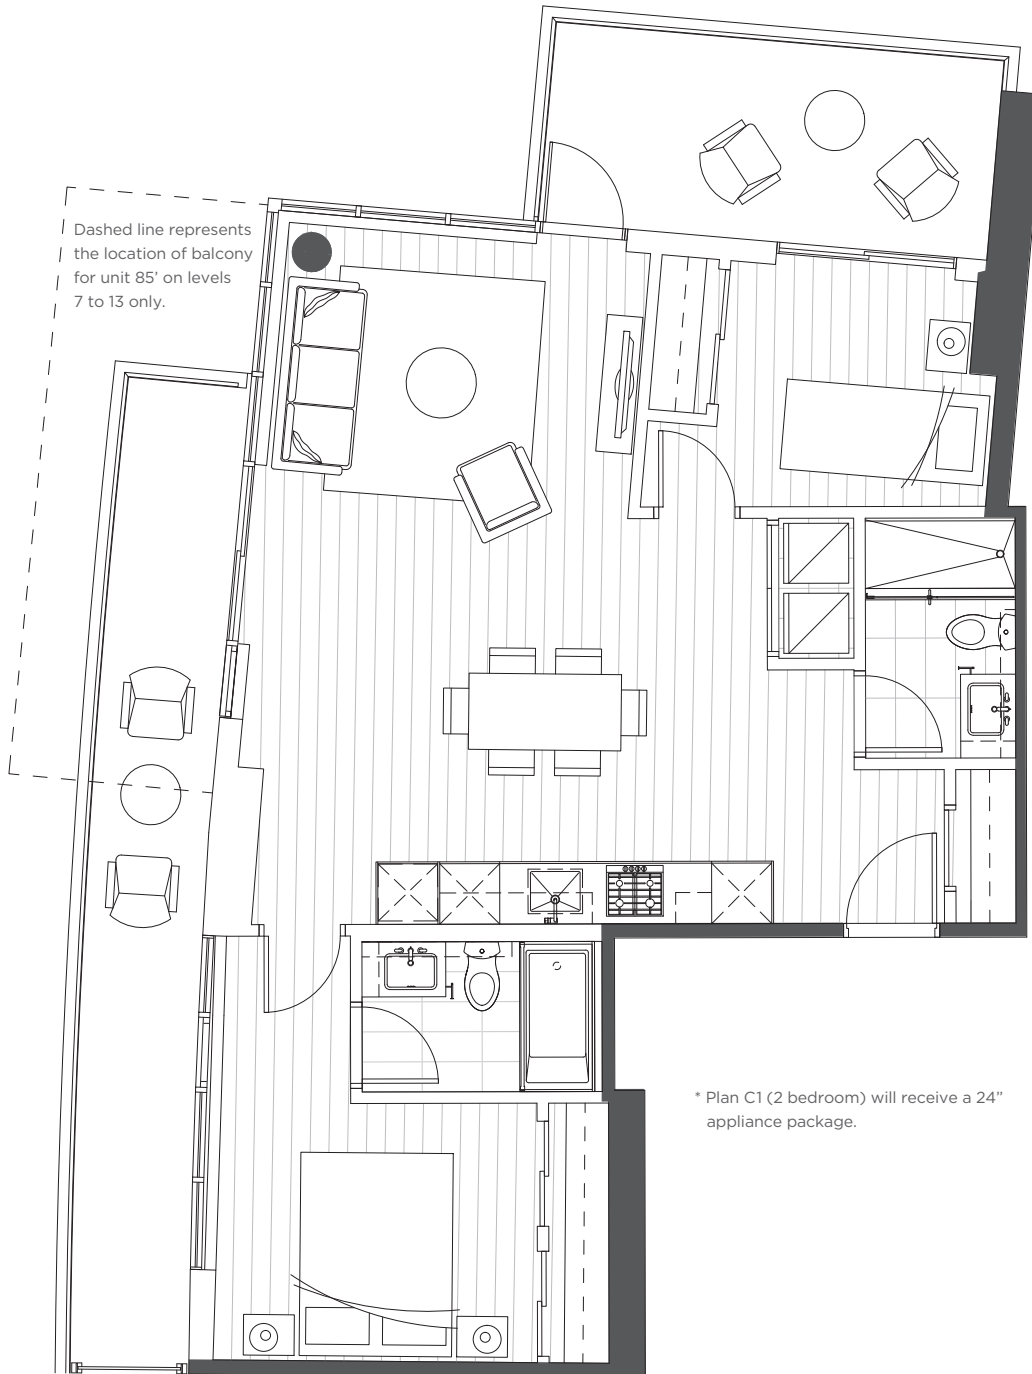 Dashed line represents
the location of balcony
for unit 85’ on levels
7 to 13 only.
* Plan C1 (2 bedroom) will receive a 24”
appliance package.